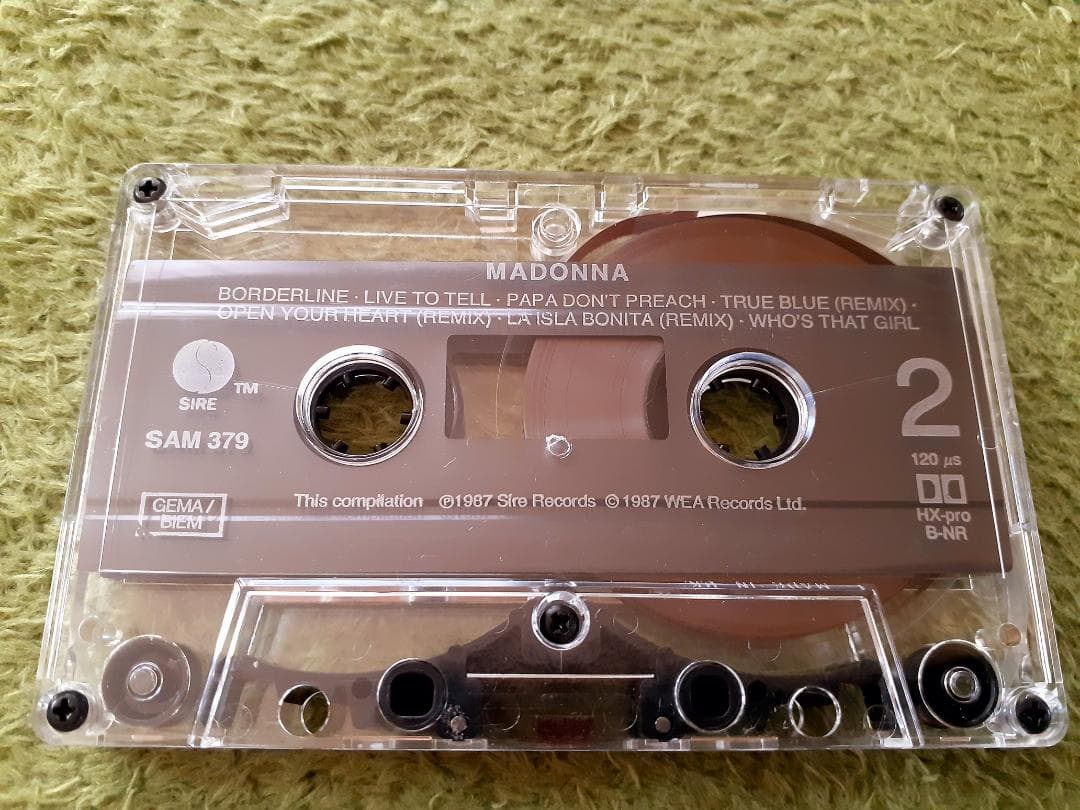 MADONNA
BORDERLINE · LIVE TO TELL · PAPA DON'T PREACH · TRUE BLUE (REMIX) ·
OPEN YOUR HEART (REMIX) · LA ISLA BONITA (REMIX) · WHO'S THAT GIRL
SIRE TM
SAM 379
2
120 µs
HX-pro
B-NR
GEMA/
BIEM
This compilation ℗1987 Sire Records © 1987 WEA Records Ltd.